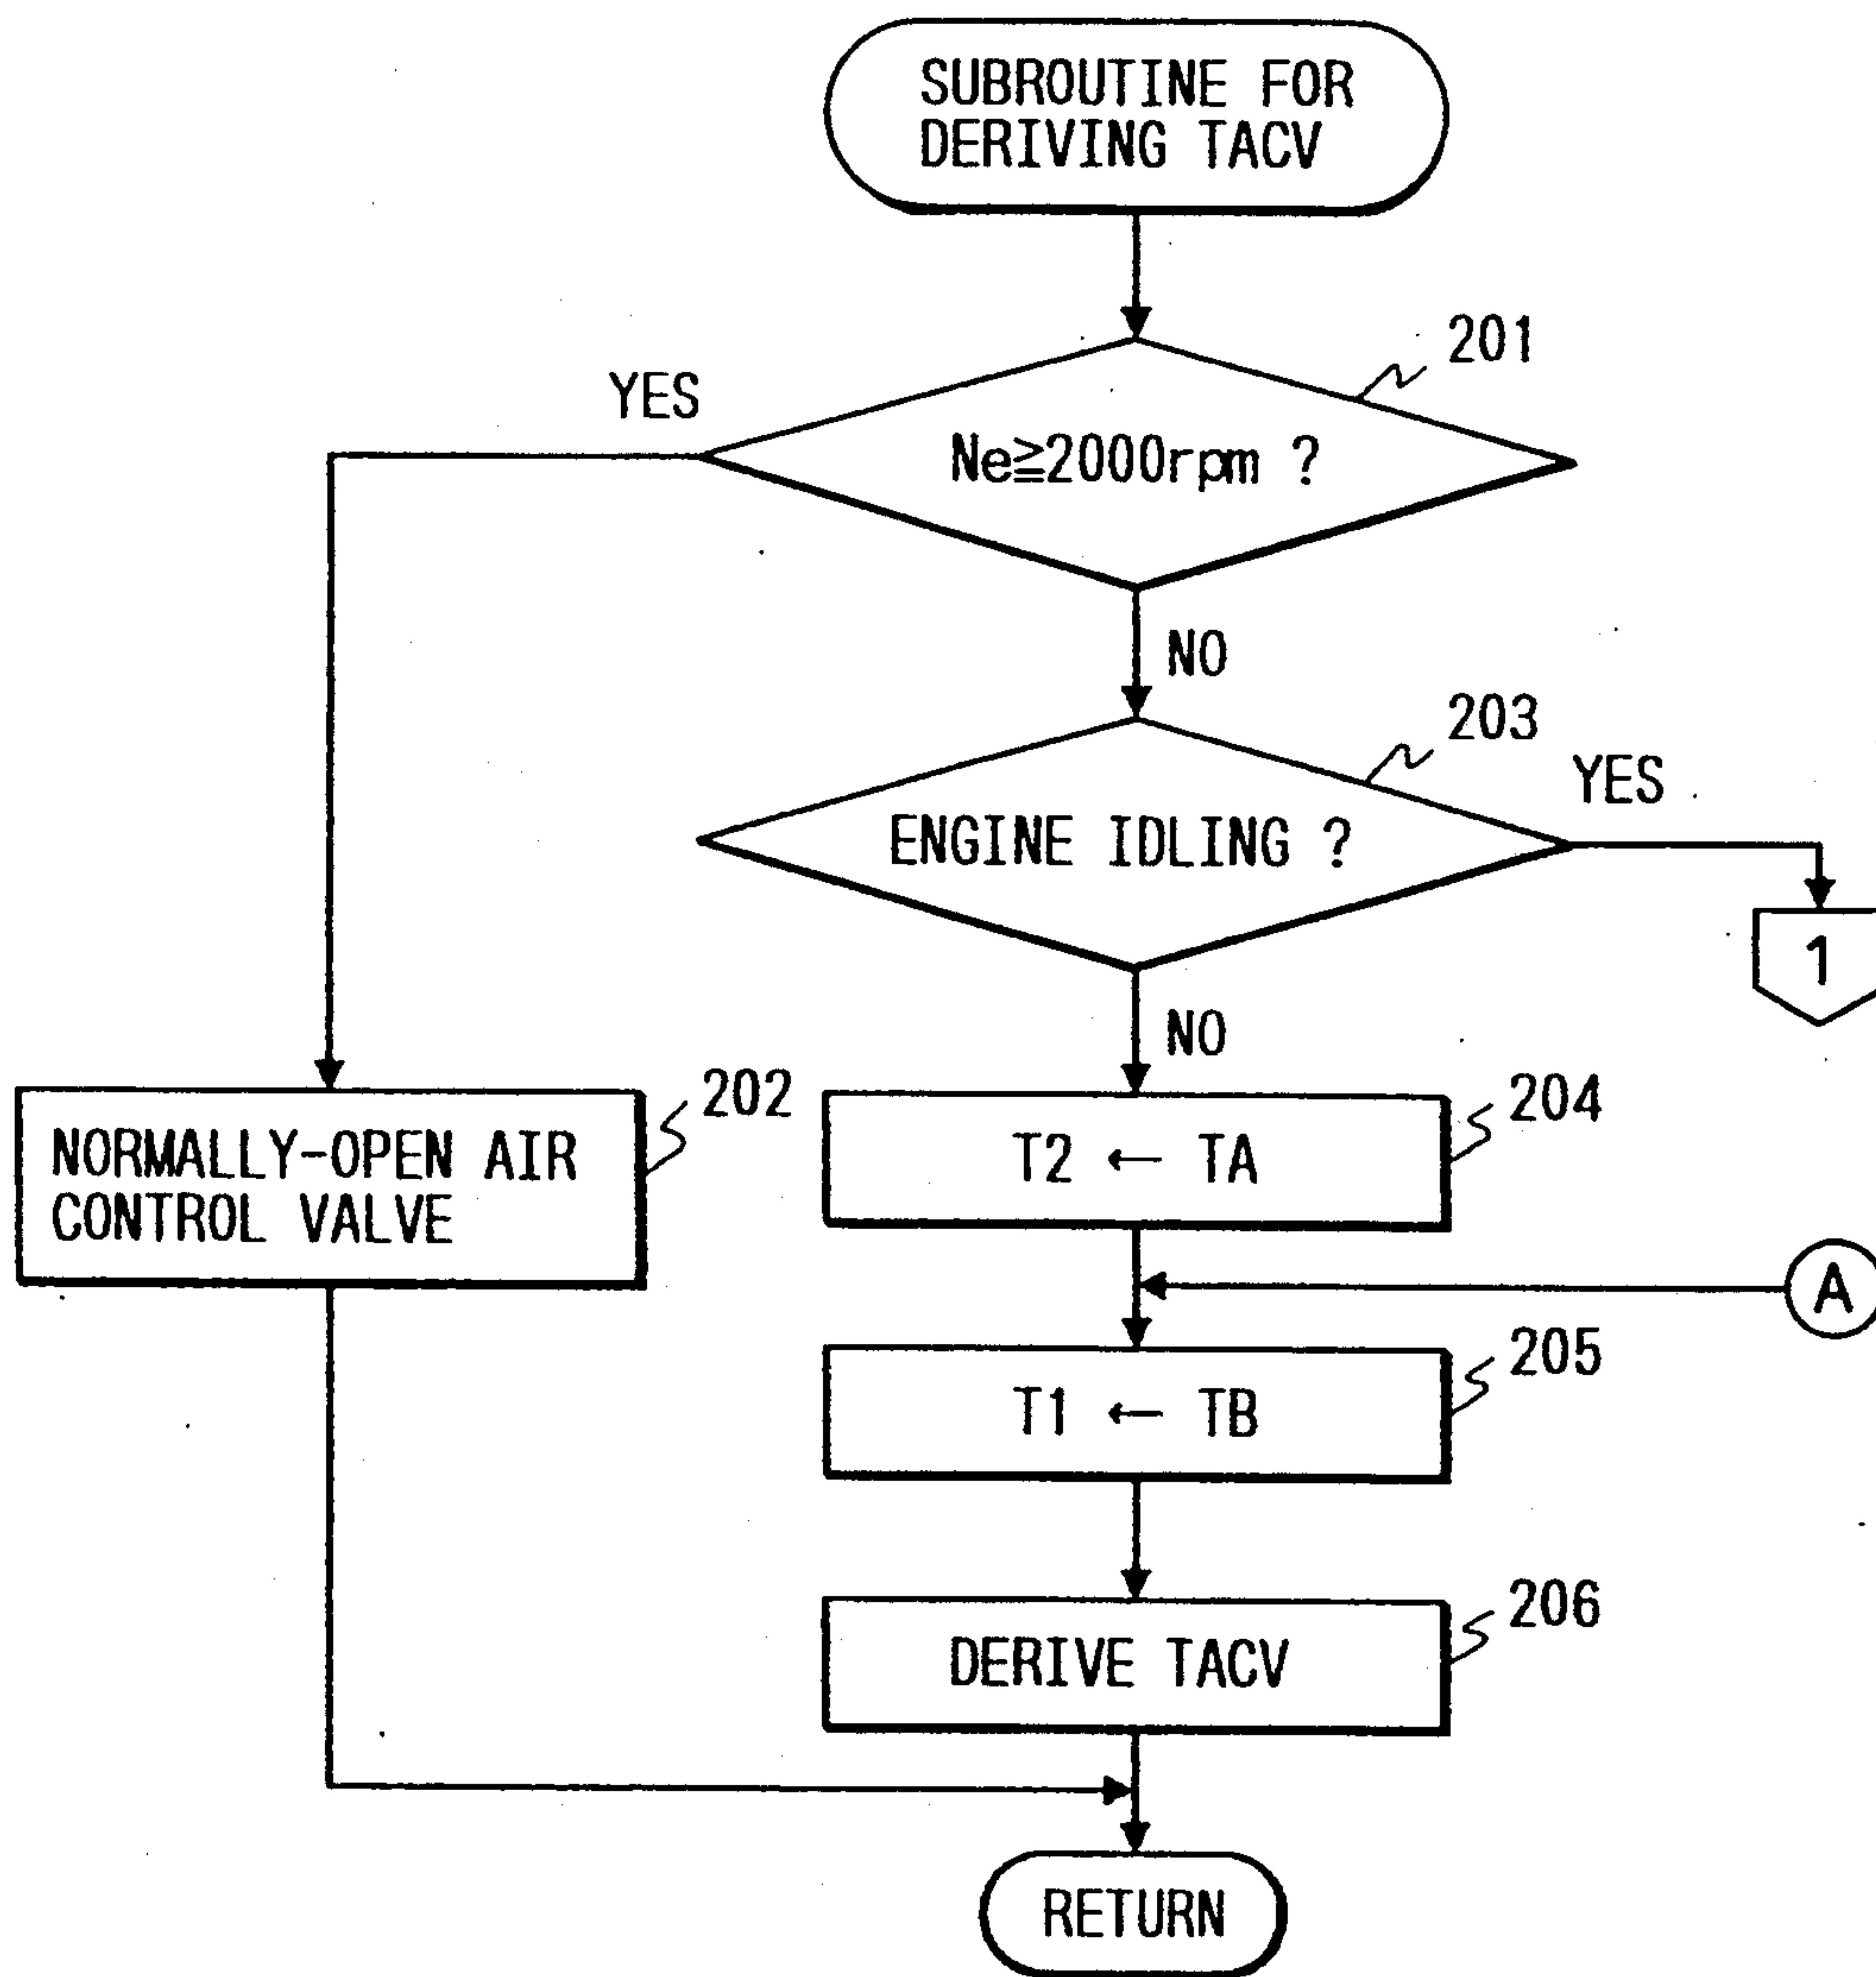 SUBROUTINE FOR
DERIVING TACV
201
YES
Ne≧2000rpm ?
NO
203
YES
ENGINE IDLING ?
1
NO
202
NORMALLY-OPEN AIR
CONTROL VALVE
204
T2 ← TA
A
205
T1 ← TB
206
DERIVE TACV
RETURN